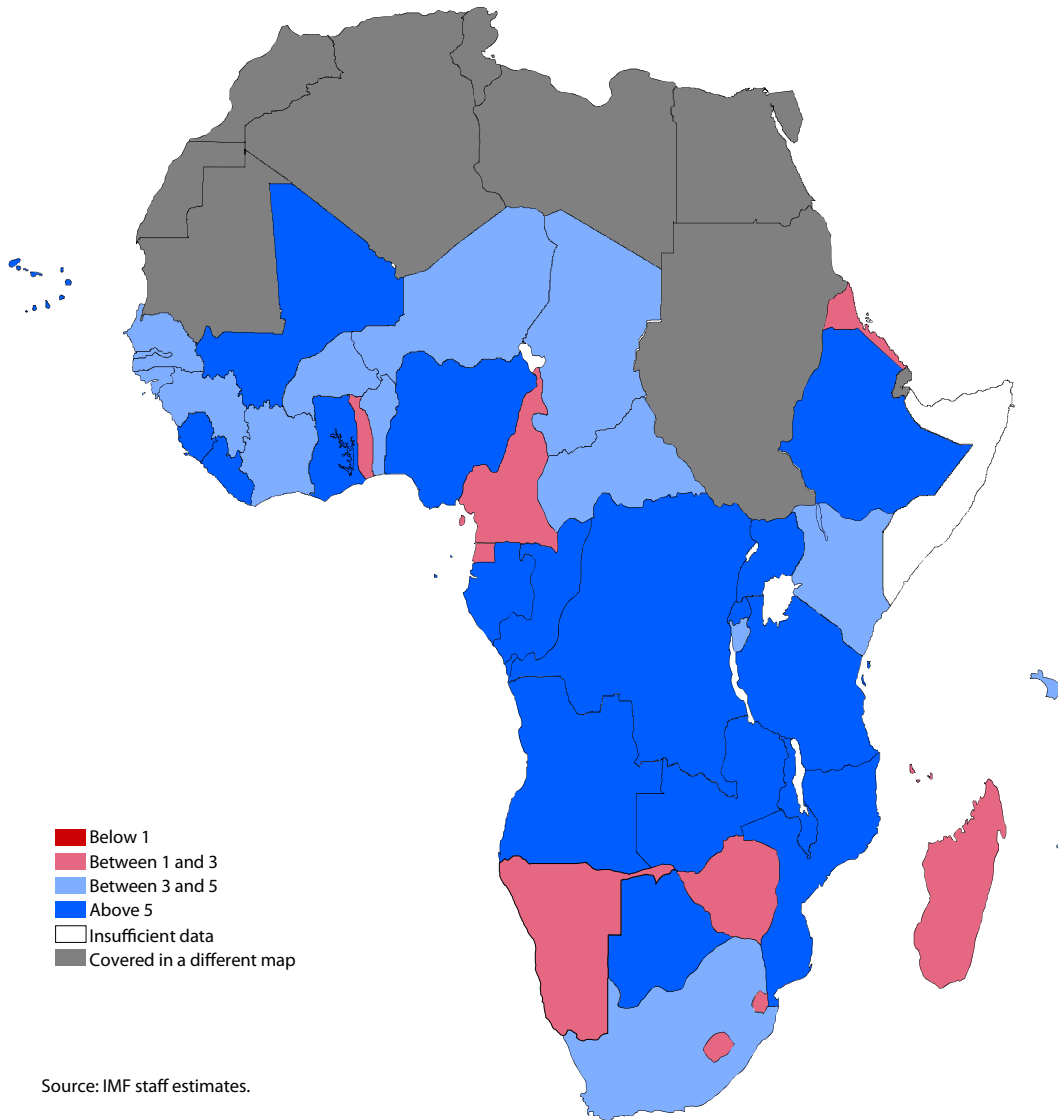 Below 1
Between 1 and 3
Between 3 and 5
Above 5
Insufficient data
Covered in a different map
Source: IMF staff estimates.